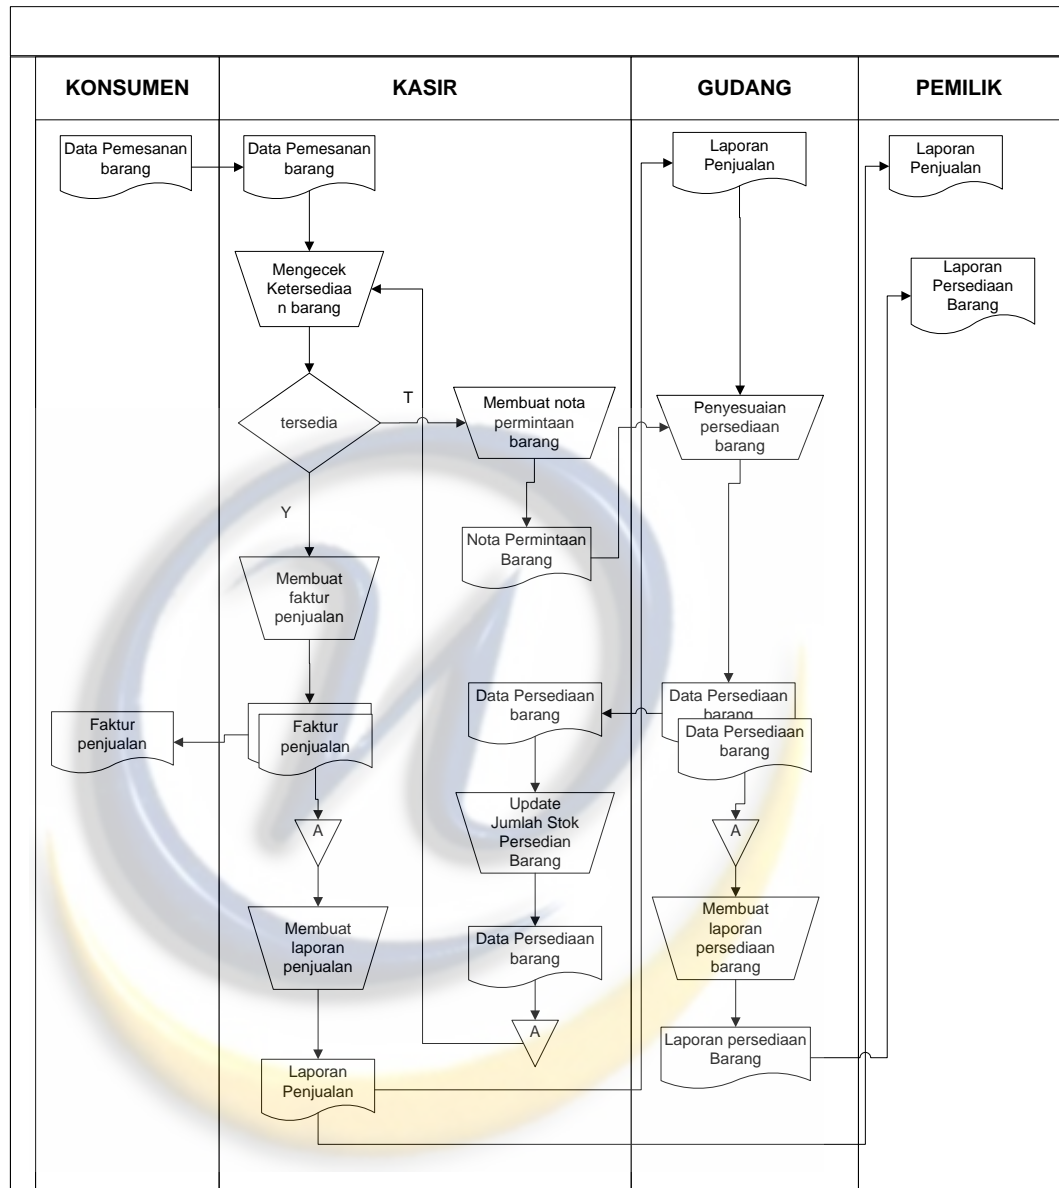 KONSUMEN
KASIR
GUDANG
PEMILIK
Data Pemesanan
barang
Data Pemesanan
barang
Laporan
Penjualan
Laporan
Penjualan
Mengecek
Ketersediaa
n barang
Laporan
Persediaan
Barang
tersedia
T
Membuat nota
permintaan
barang
Penyesuaian
persediaan
barang
Y
Nota Permintaan
Barang
Membuat
faktur
penjualan
Faktur
penjualan
Faktur
penjualan
Data Persediaan
barang
Data Persediaan
barang
Data Persediaan
barang
A
Update
Jumlah Stok
Persedian
Barang
A
Membuat
laporan
penjualan
Data Persediaan
barang
Membuat
laporan
persediaan
barang
A
Laporan
Penjualan
Laporan persediaan
Barang